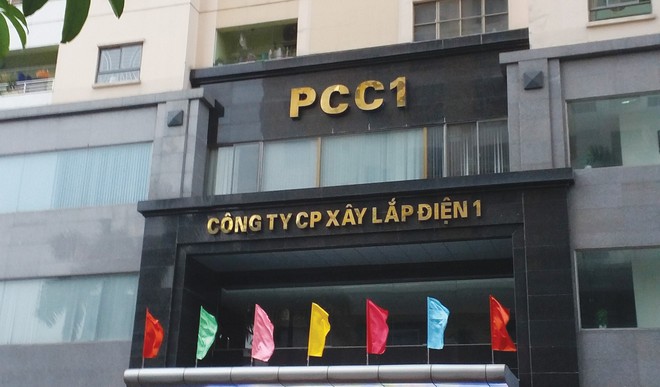 PCC1
CÔNG TY CP XÂY LẮP ĐIỆN 1